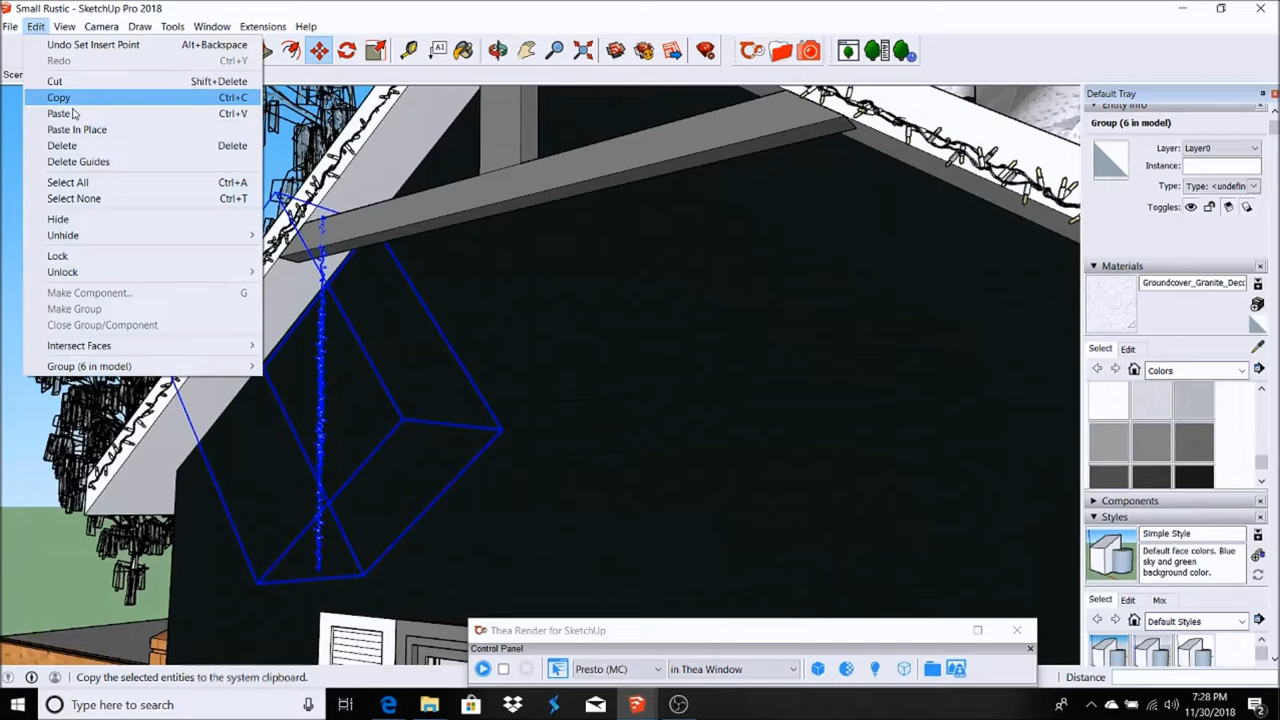 Small Rustic - SketchUp Pro 2018
File Edit View Camera Draw Tools Window Extensions Help
Undo Set Insert Point Alt+Backspace
Redo Ctrl+Y
Cut Shift+Delete
Copy Ctrl+C
Paste Ctrl+V
Paste In Place
Delete Delete
Delete Guides
Select All Ctrl+A
Select None Ctrl+T
Hide
Unhide
Lock
Unlock
Make Component... G
Make Group
Close Group/Component
Intersect Faces
Group (6 in model)
Default Tray
Entity Info
Group (6 in model)
Layer: Layer0
Instance:
Type: Type: <undefin
Toggles:
Materials
Groundcover_Granite_Decc
Select Edit
Colors
Components
Styles
Simple Style
Default face colors. Blue
sky and green
background color.
Select Edit Mix
Default Styles
Thea Render for SketchUp
Control Panel
Presto (MC) in Thea Window
Copy the selected entities to the system clipboard.
Distance
Type here to search
7:28 PM
11/30/2018